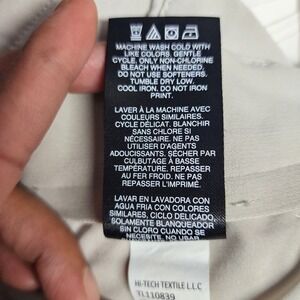 MACHINE WASH COLD WITH
LIKE COLORS. GENTLE
CYCLE. ONLY NON-CHLORINE
BLEACH WHEN NEEDED.
DO NOT USE SOFTENERS.
TUMBLE DRY LOW.
COOL IRON. DO NOT IRON
PRINT.
LAVER À LA MACHINE AVEC
COULEURS SIMILAIRES.
CYCLE DÉLICAT. BLANCHIR
SANS CHLORE SI
NÉCESSAIRE. NE PAS
UTILISER D'AGENTS
ADOUCISSANTS. SÉCHER PAR
CULBUTAGE À BASSE
TEMPÉRATURE. REPASSER
AU FER FROID. NE PAS
REPASSER L'IMPRIMÉ.
LAVAR EN LAVADORA CON
AGUA FRIA CON COLORES
SIMILARES, CICLO DELICADO,
SOLAMENTE BLANQUEADOR
SIN CLORO CUANDO SE
NECESITE, NO USAR
HI-TECH TEXTILE L.L.C
TL110839